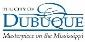 THE CITY OF
DUBUQUE
Masterpiece on the Mississippi